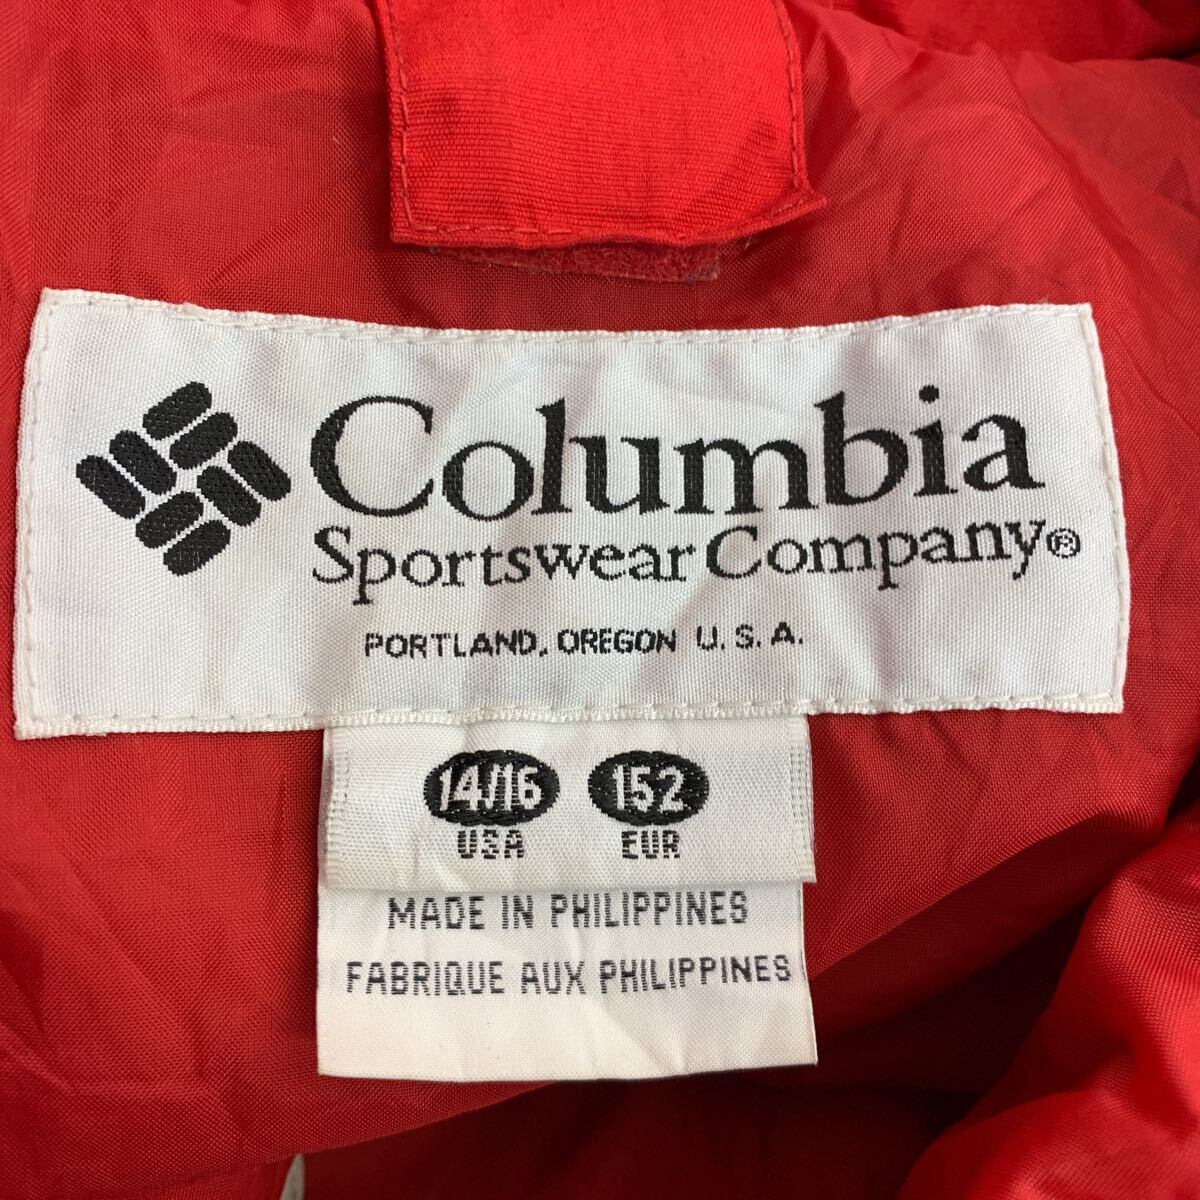 Columbia
Sportswear Company®
PORTLAND, OREGON U.S.A.
14/16 152
USA EUR
MADE IN PHILIPPINES
FABRIQUE AUX PHILIPPINES